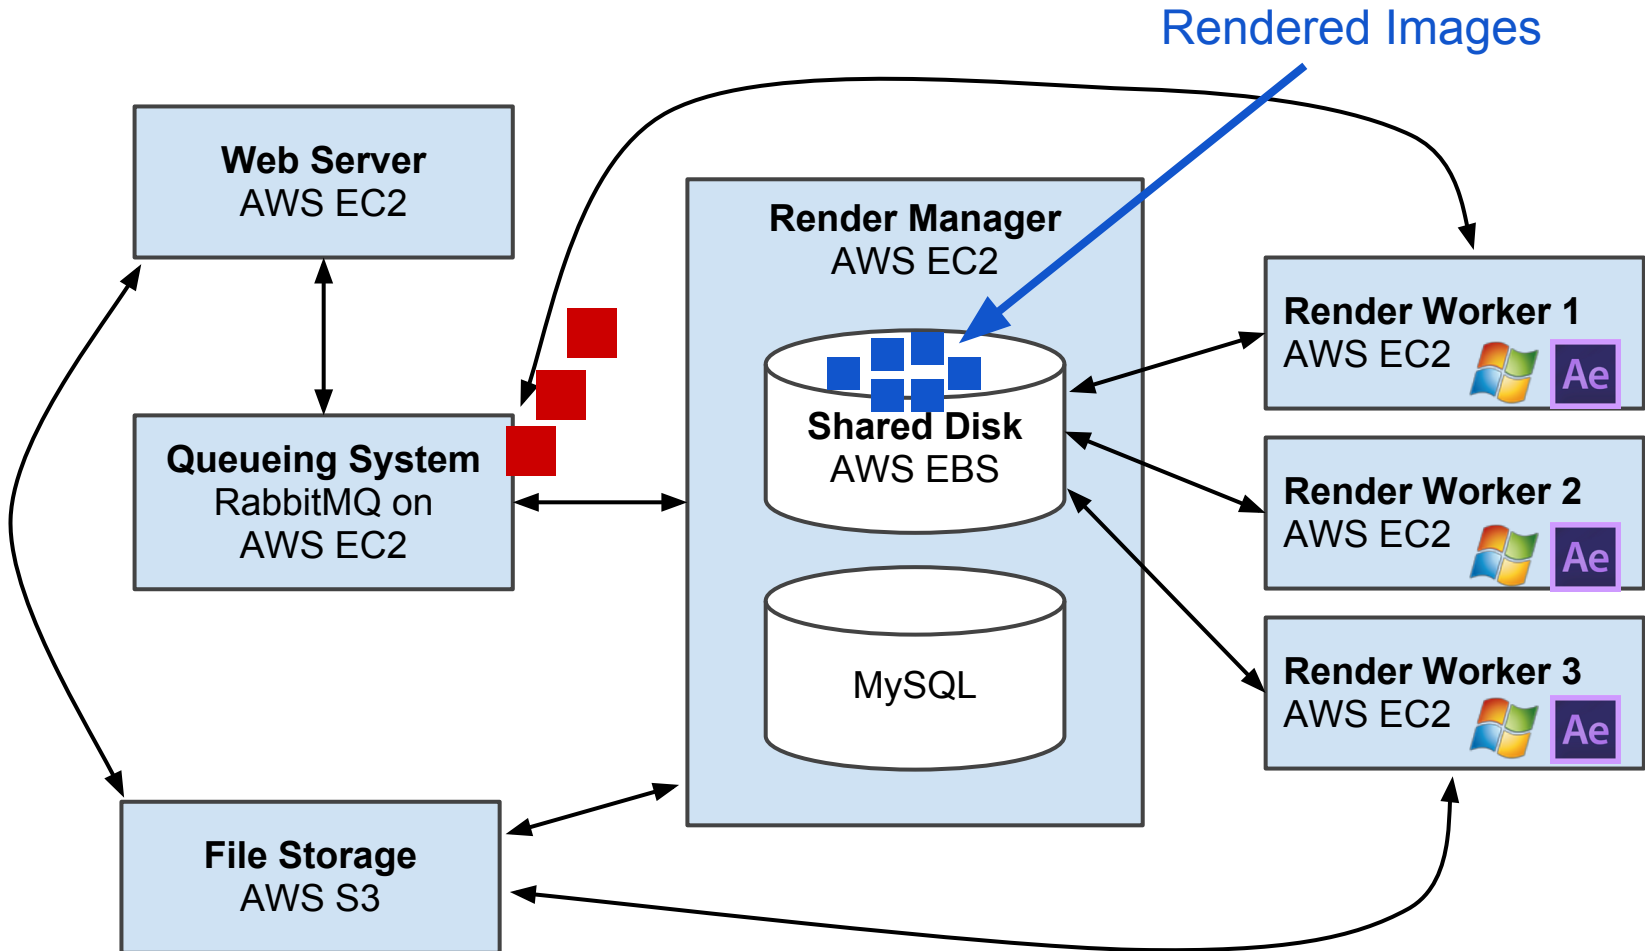 Rendered Images
Web Server
AWS EC2
Render Manager
AWS EC2
Render Worker 1
AWS EC2
Ae
Shared Disk
AWS EBS
Queueing System
RabbitMQ on
AWS EC2
Render Worker 2
AWS EC2
Ae
MySQL
Render Worker 3
AWS EC2
Ae
File Storage
AWS S3